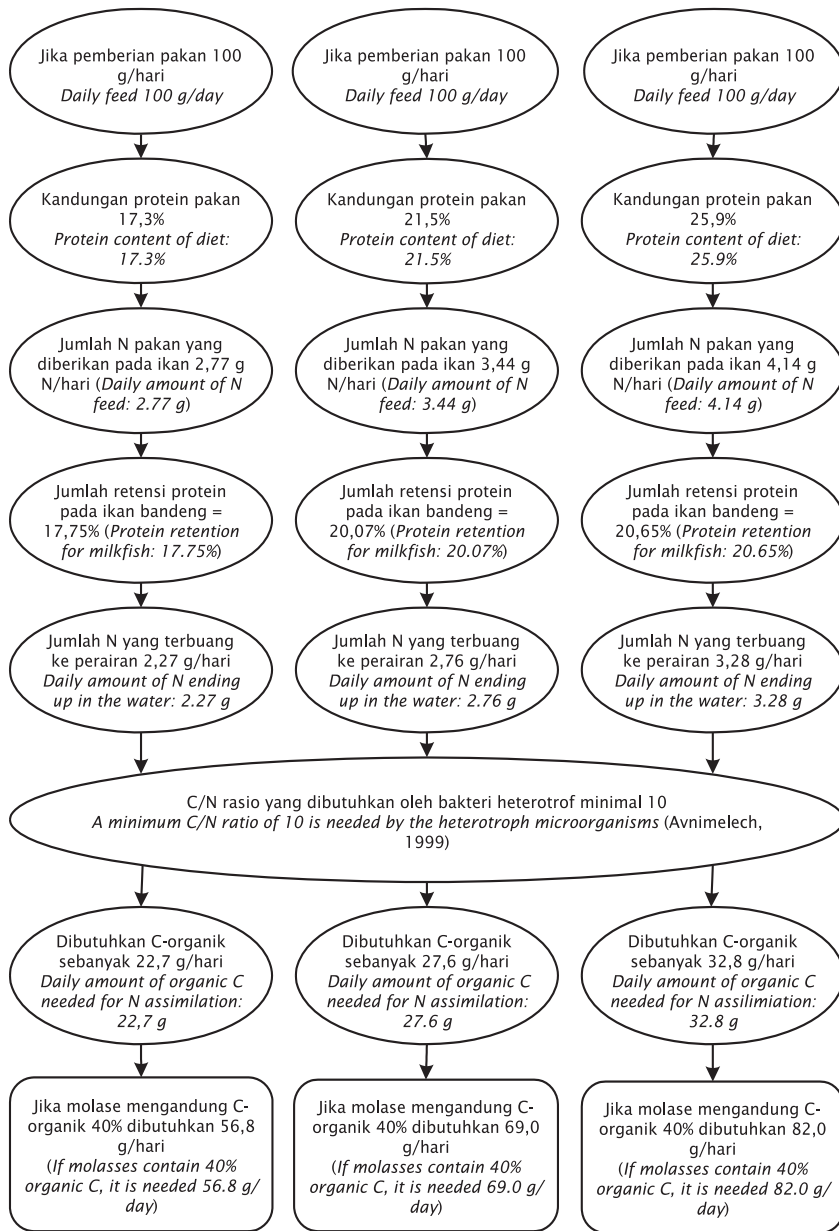 Jika pemberian pakan 100
g/hari
Daily feed 100 g/day
Jika pemberian pakan 100
g/hari
Daily feed 100 g/day
Jika pemberian pakan 100
g/hari
Daily feed 100 g/day
Kandungan protein pakan
17,3%
Protein content of diet:
17.3%
Kandungan protein pakan
21,5%
Protein content of diet:
21.5%
Kandungan protein pakan
25,9%
Protein content of diet:
25.9%
Jumlah N pakan yang
diberikan pada ikan 2,77 g
N/hari (Daily amount of N
feed: 2.77 g)
Jumlah N pakan yang
diberikan pada ikan 3,44 g
N/hari (Daily amount of N
feed: 3.44 g)
Jumlah N pakan yang
diberikan pada ikan 4,14 g
N/hari (Daily amount of N
feed: 4.14 g)
Jumlah retensi protein
pada ikan bandeng =
17,75% (Protein retention
for milkfish: 17.75%)
Jumlah retensi protein
pada ikan bandeng =
20,07% (Protein retention
for milkfish: 20.07%)
Jumlah retensi protein
pada ikan bandeng =
20,65% (Protein retention
for milkfish: 20.65%)
Jumlah N yang terbuang
ke perairan 2,27 g/hari
Daily amount of N ending
up in the water: 2.27 g
Jumlah N yang terbuang
ke perairan 2,76 g/hari
Daily amount of N ending
up in the water: 2.76 g
Jumlah N yang terbuang
ke perairan 3,28 g/hari
Daily amount of N ending
up in the water: 3.28 g
C/N rasio yang dibutuhkan oleh bakteri heterotrof minimal 10
A minimum C/N ratio of 10 is needed by the heterotroph microorganisms (Avnimelech,
1999)
Dibutuhkan C-organik
sebanyak 22,7 g/hari
Daily amount of organic C
needed for N assimilation:
22,7 g
Dibutuhkan C-organik
sebanyak 27,6 g/hari
Daily amount of organic C
needed for N assimilation:
27.6 g
Dibutuhkan C-organik
sebanyak 32,8 g/hari
Daily amount of organic C
needed for N assilimiation:
32.8 g
Jika molase mengandung C-
organik 40% dibutuhkan 56,8
g/hari
(If molasses contain 40%
organic C, it is needed 56.8 g/
day)
Jika molase mengandung C-
organik 40% dibutuhkan 69,0
g/hari
(If molasses contain 40%
organic C, it is needed 69.0 g/
day)
Jika molase mengandung C-
organik 40% dibutuhkan 82,0
g/hari
(If molasses contain 40%
organic C, it is needed 82.0 g/
day)